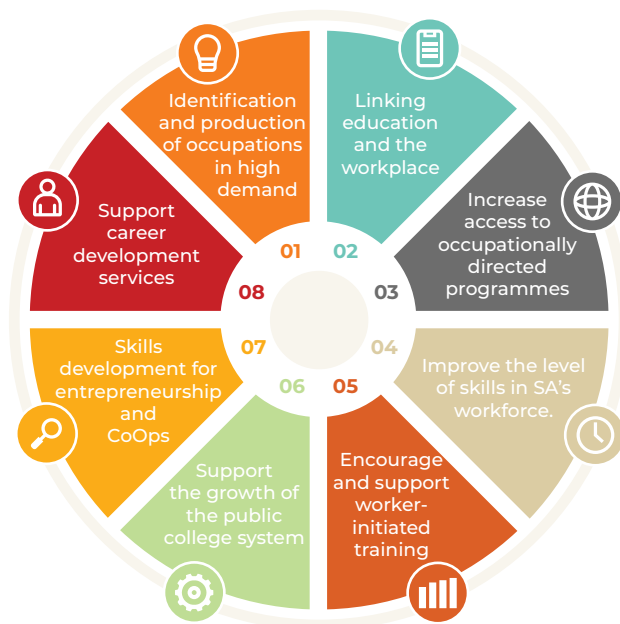 Identification
and production
of occupations
in high
demand
01
Linking
education
and the
workplace
02
Increase
access to
occupationally
directed
programmes
03
Improve the level
of skills in SA's
workforce.
04
Encourage
and support
worker-
initiated
training
05
Support
the growth of
the public
college system
06
Skills
development for
entrepreneurship
and
CoOps
07
Support
career
development
services
08